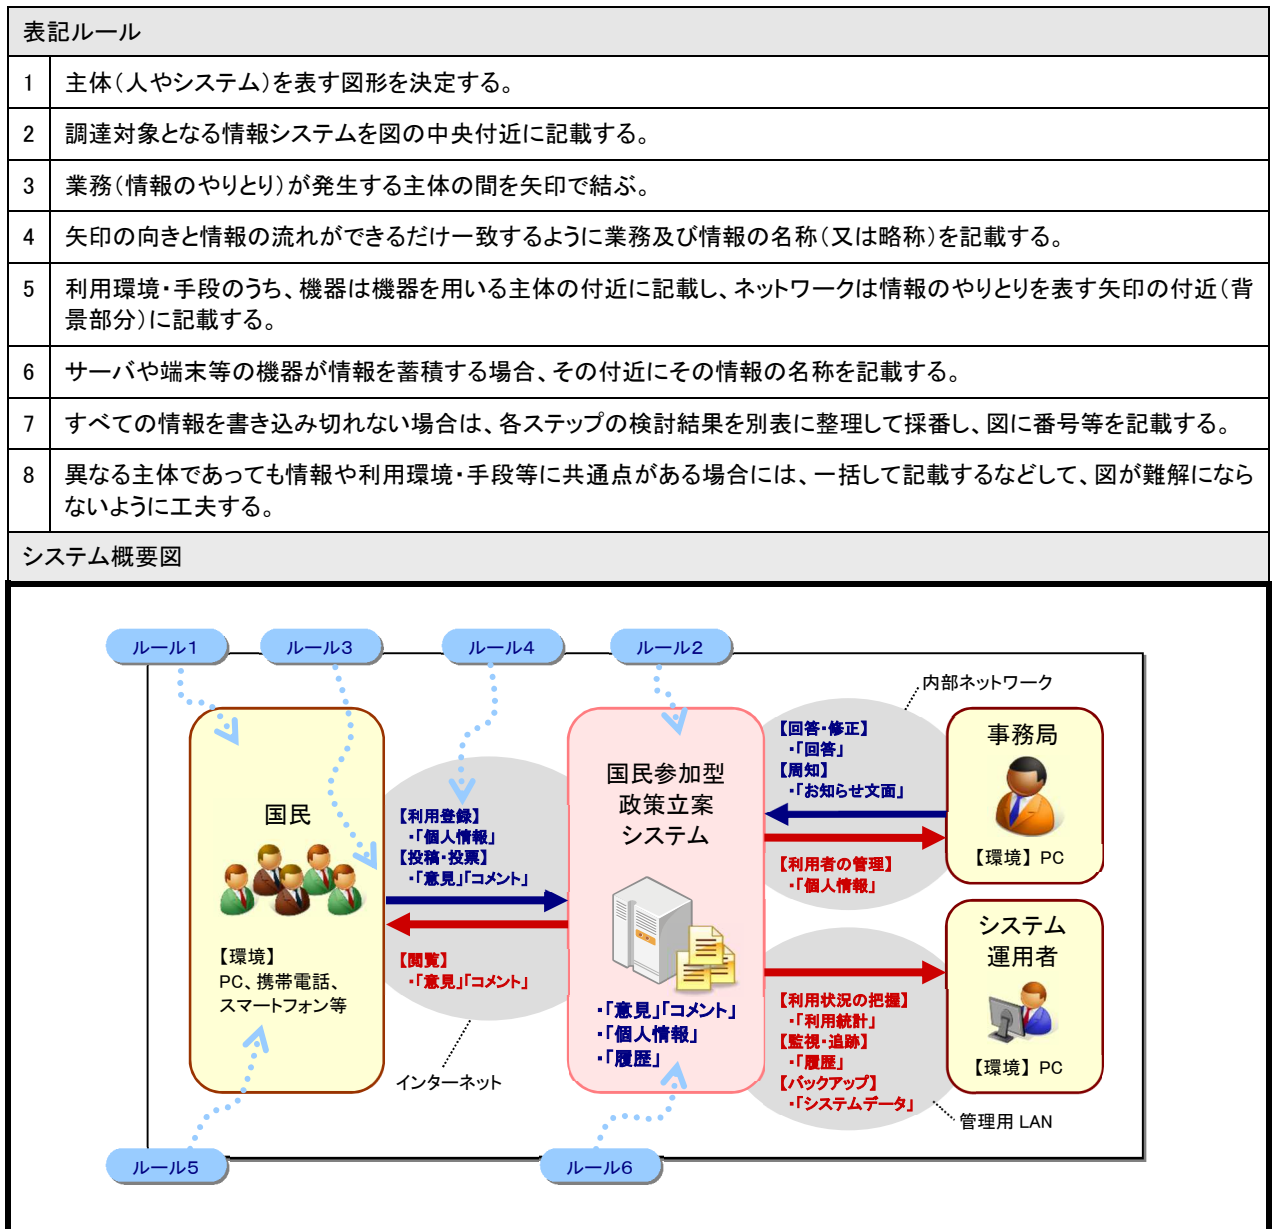 表記ルール
1 主体（人やシステム）を表す図形を決定する。
2 調達対象となる情報システムを図の中央付近に記載する。
3 業務（情報のやりとり）が発生する主体の間を矢印で結ぶ。
4 矢印の向きと情報の流れができるだけ一致するように業務及び情報の名称（又は略称）を記載する。
5 利用環境・手段のうち、機器は機器を用いる主体の付近に記載し、ネットワークは情報のやりとりを表す矢印の付近（背
景部分）に記載する。
6 サーバや端末等の機器が情報を蓄積する場合、その付近にその情報の名称を記載する。
7 すべての情報を書き込み切れない場合は、各ステップの検討結果を別表に整理して採番し、図に番号等を記載する。
8 異なる主体であっても情報や利用環境・手段等に共通点がある場合には、一括して記載するなどして、図が難解になら
ないように工夫する。
システム概要図
ルール1
ルール3
ルール4
ルール2
国民
【環境】
PC、携帯電話、
スマートフォン等
【利用登録】
・「個人情報」
【投稿・投票】
・「意見」「コメント」
【閲覧】
・「意見」「コメント」
インターネット
国民参加型
政策立案
システム
・「意見」「コメント」
・「個人情報」
・「履歴」
内部ネットワーク
【回答・修正】
・「回答」
【周知】
・「お知らせ文面」
【利用者の管理】
・「個人情報」
事務局
【環境】 PC
【利用状況の把握】
・「利用統計」
【監視・追跡】
・「履歴」
【バックアップ】
・「システムデータ」
システム
運用者
【環境】 PC
管理用 LAN
ルール5
ルール6